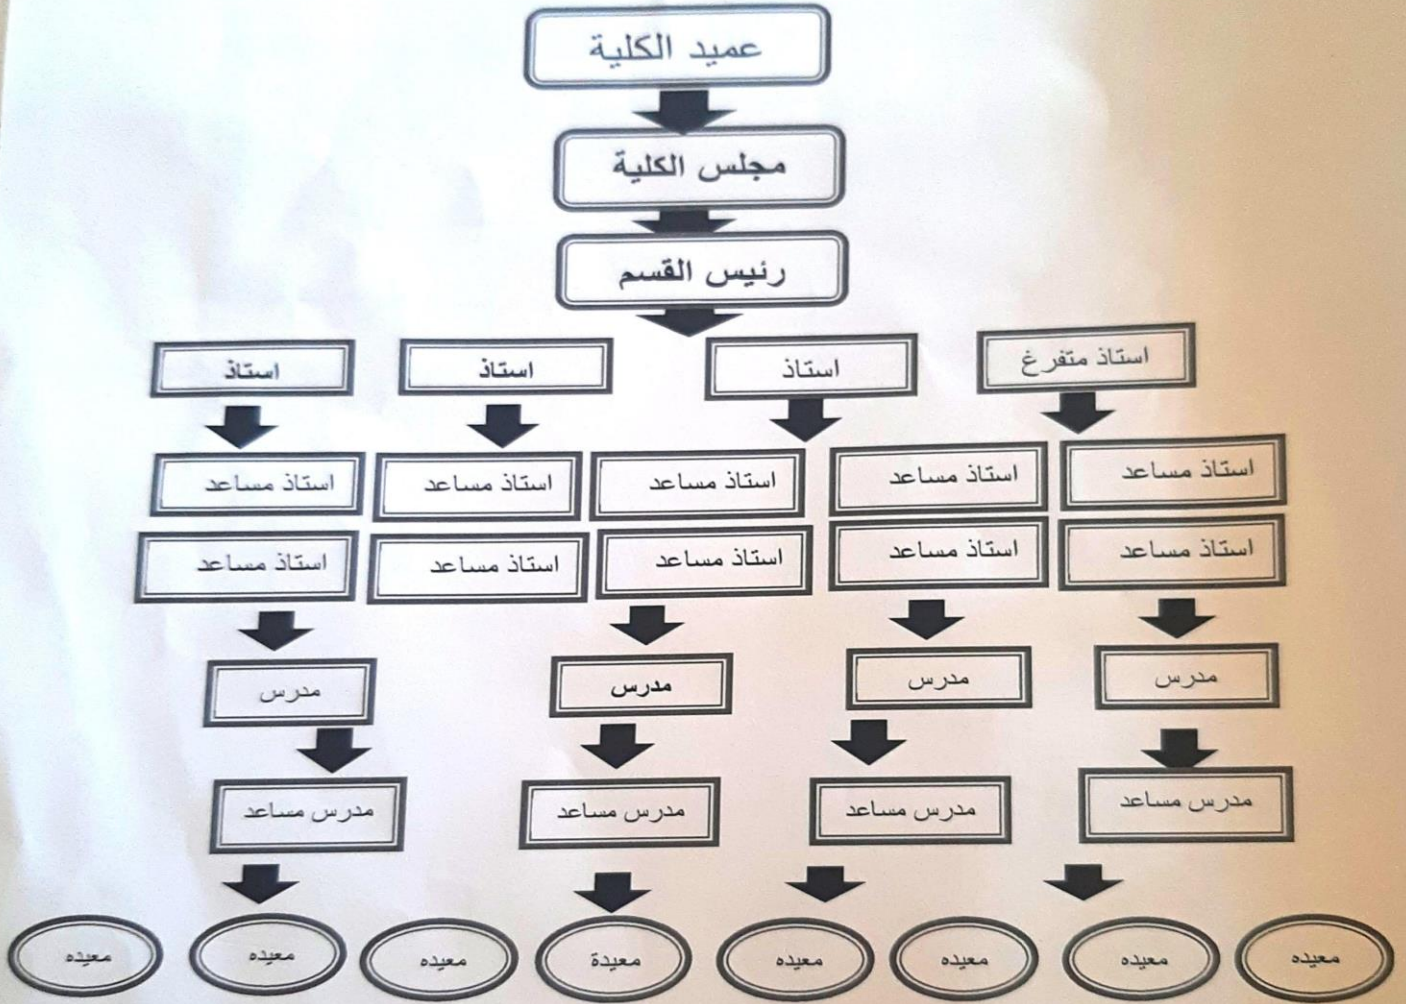 عميد الكلية
مجلس الكلية
رئيس القسم
استاذ متفرغ
استاذ
استاذ
استاذ
استاذ مساعد
استاذ مساعد
استاذ مساعد
استاذ مساعد
استاذ مساعد
استاذ مساعد
استاذ مساعد
استاذ مساعد
استاذ مساعد
استاذ مساعد
مدرس
مدرس
مدرس
مدرس
مدرس مساعد
مدرس مساعد
مدرس مساعد
مدرس مساعد
معيده
معيده
معيده
معيده
معيدة
معيده
معيده
معيده